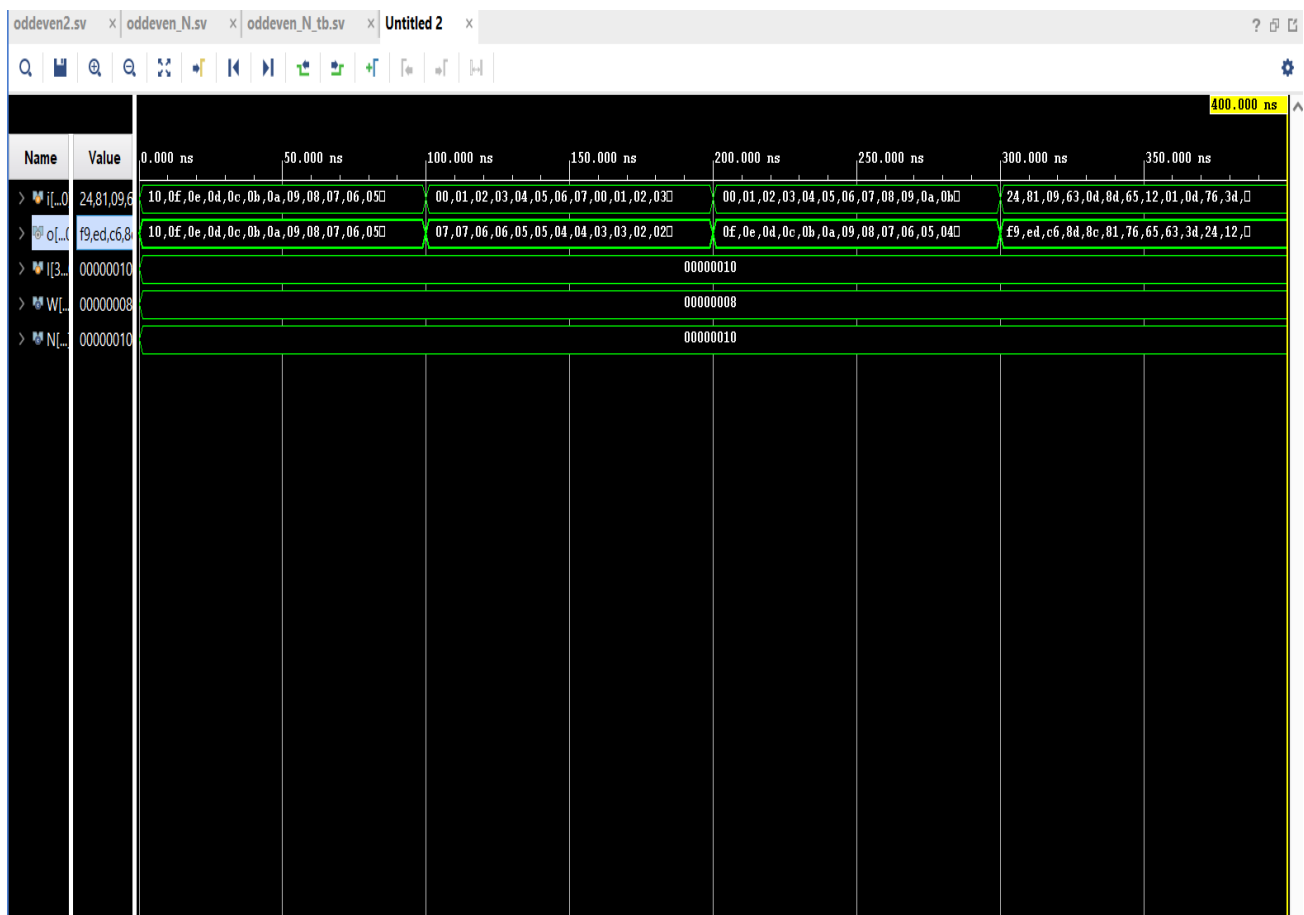 oddeven2.sv × oddeven_N.sv × oddeven_N_tb.sv × Untitled 2 × ?
400.000 ns
Name Value 0.000 ns 50.000 ns 100.000 ns 150.000 ns 200.000 ns 250.000 ns 300.000 ns 350.000 ns
> i[...0 24,81,09,6 10,0f,0e,0d,0c,0b,0a,09,08,07,06,05▯ 00,01,02,03,04,05,06,07,00,01,02,03▯ 00,01,02,03,04,05,06,07,08,09,0a,0b▯ 24,81,09,63,0d,8d,65,12,01,0d,76,3d,▯
> o[...( f9,ed,c6,8 10,0f,0e,0d,0c,0b,0a,09,08,07,06,05▯ 07,07,06,06,05,05,04,04,03,03,02,02▯ 0f,0e,0d,0c,0b,0a,09,08,07,06,05,04▯ f9,ed,c6,8d,8c,81,76,65,63,3d,24,12,▯
> I[3... 00000010 00000010
> W[... 00000008 00000008
> N[...] 00000010 00000010